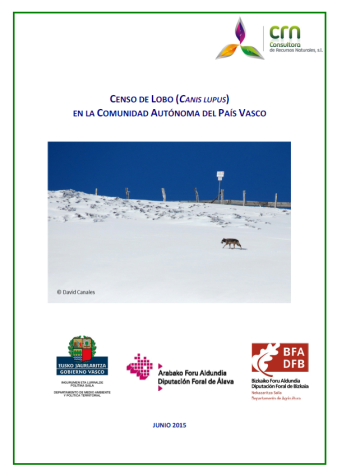 crn
Consultora
de Recursos Naturales, s.l.
CENSO DE LOBO (CANIS LUPUS)
EN LA COMUNIDAD AUTÓNOMA DEL PAÍS VASCO
© David Canales
EUSKO JAURLARITZA
GOBIERNO VASCO
INGURUMEN ETA LURRALDE
POLITIKA SAILA
DEPARTAMENTO DE MEDIO AMBIENTE
Y POLÍTICA TERRITORIAL
Arabako Foru Aldundia
Diputación Foral de Álava
BFA
DFB
Bizkaiko Foru Aldundia
Diputación Foral de Bizkaia
Nekazaritza Saila
Departamento de Agricultura
JUNIO 2015